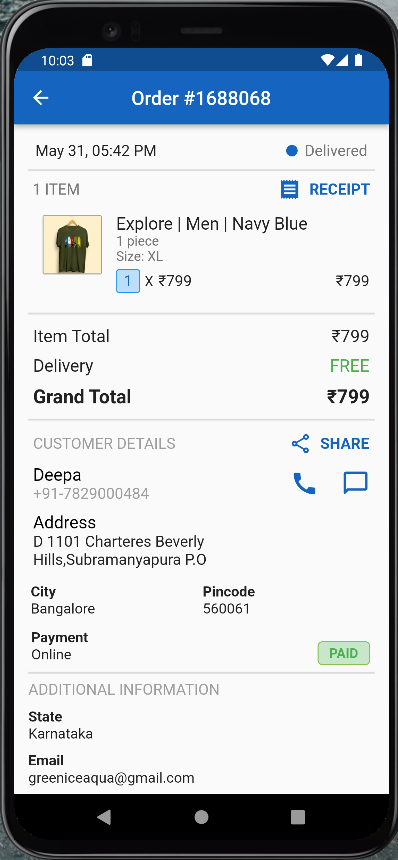 10:03
Order #1688068
May 31, 05:42 PM
Delivered
1 ITEM
RECEIPT
Explore | Men | Navy Blue
1 piece
Size: XL
1 X ₹799
₹799
Item Total
₹799
Delivery
FREE
Grand Total
₹799
CUSTOMER DETAILS
SHARE
Deepa
+91-7829000484
Address
D 1101 Charteres Beverly
Hills,Subramanyapura P.O
City
Pincode
Bangalore
560061
Payment
Online
PAID
ADDITIONAL INFORMATION
State
Karnataka
Email
greeniceaqua@gmail.com